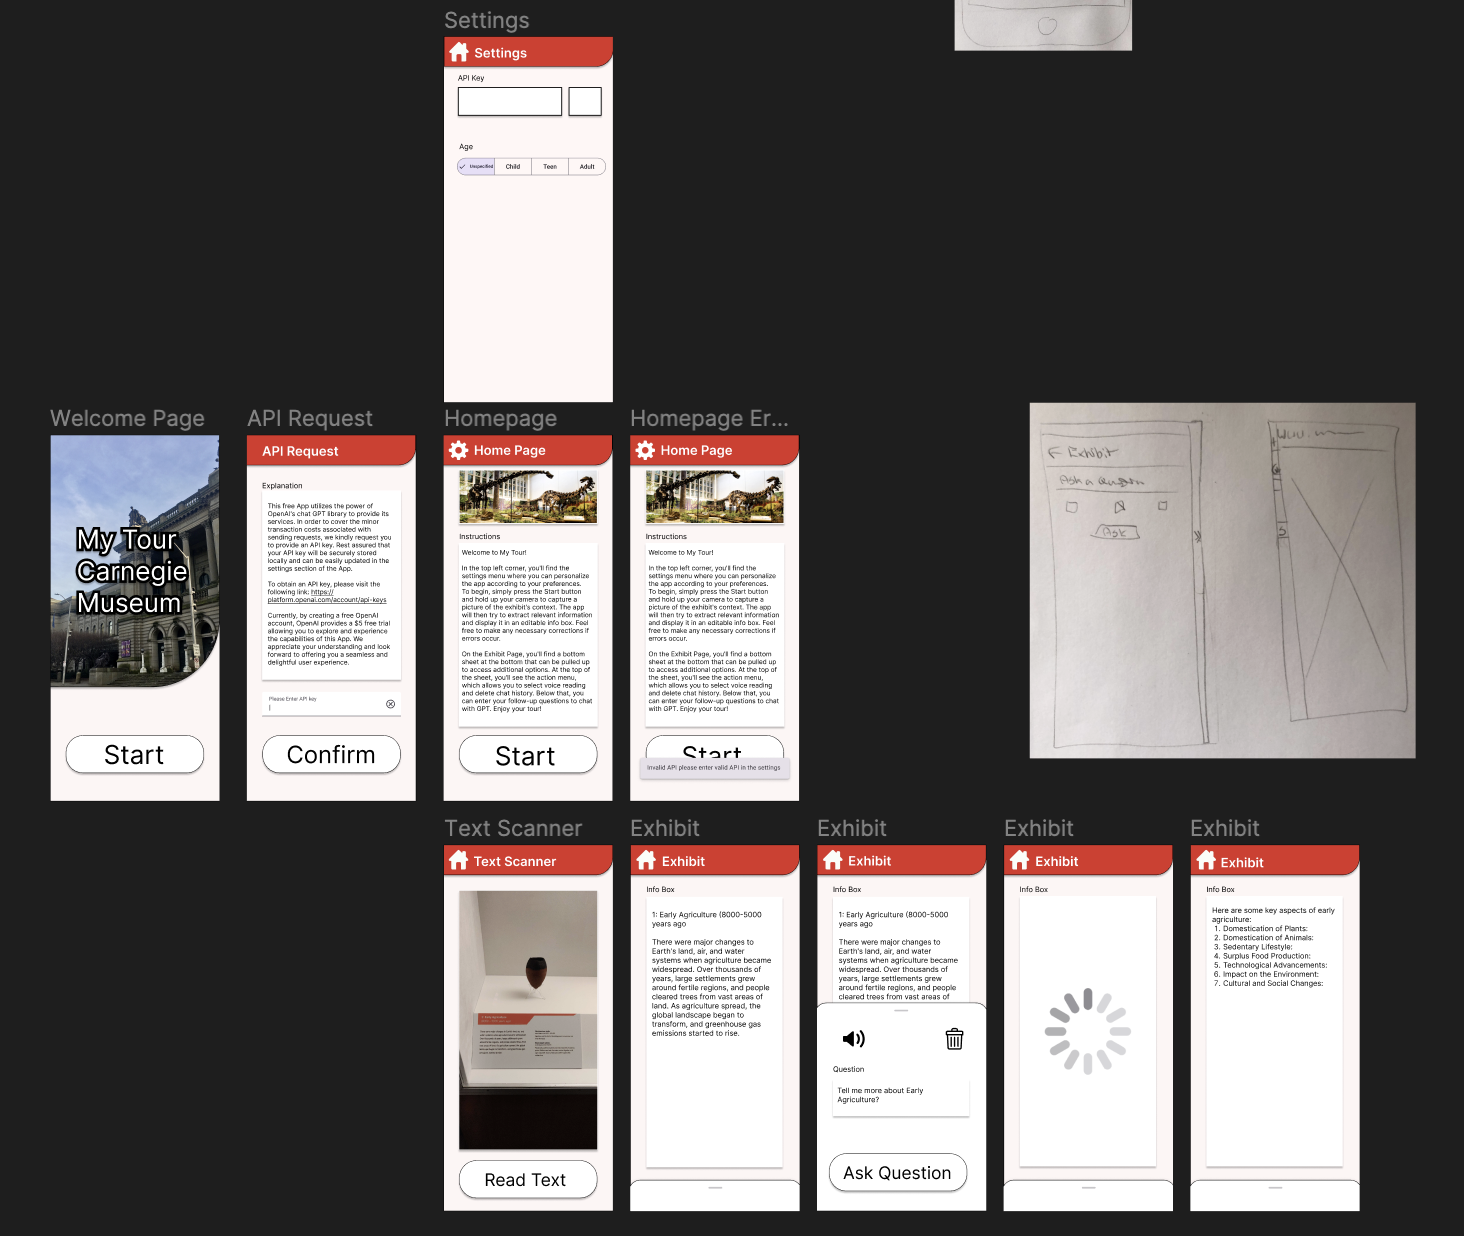 Settings
Settings
API Key
Age
Unspecified
Child
Teen
Adult
Welcome Page
My Tour
Carnegie
Museum
Start
API Request
API Request
Explanation
This free App utilizes the power of
OpenAI's chat GPT library to provide its
services. In order to cover the minor
transaction costs associated with
sending requests, we kindly request you
to provide an API key. Rest assured that
your API key will be securely stored
locally and can be easily updated in the
settings section of the App.
To obtain an API key, please visit the
following link: https://
platform.openai.com/account/api-keys
Currently, by creating a free OpenAI
account, OpenAI provides a $5 free trial
allowing you to explore and experience
the capabilities of this App. We
appreciate your understanding and look
forward to offering you a seamless and
delightful user experience.
Please Enter API key
Confirm
Homepage
Home Page
Instructions
Welcome to My Tour!
In the top left corner, you'll find the
settings menu where you can personalize
the app according to your preferences.
To begin, simply press the Start button
and hold up your camera to capture a
picture of the exhibit's context. The app
will then try to extract relevant information
and display it in an editable info box. Feel
free to make any necessary corrections if
errors occur.
On the Exhibit Page, you'll find a bottom
sheet at the bottom that can be pulled up
to access additional options. At the top of
the sheet, you'll see the action menu,
which allows you to select voice reading
and delete chat history. Below that, you
can enter your follow-up questions to chat
with GPT. Enjoy your tour!
Start
Homepage Er...
Home Page
Instructions
Welcome to My Tour!
In the top left corner, you'll find the
settings menu where you can personalize
the app according to your preferences.
To begin, simply press the Start button
and hold up your camera to capture a
picture of the exhibit's context. The app
will then try to extract relevant information
and display it in an editable info box. Feel
free to make any necessary corrections if
errors occur.
On the Exhibit Page, you'll find a bottom
sheet at the bottom that can be pulled up
to access additional options. At the top of
the sheet, you'll see the action menu,
which allows you to select voice reading
and delete chat history. Below that, you
can enter your follow-up questions to chat
with GPT. Enjoy your tour!
Start
Invalid API please enter valid API in the settings
Exhibit
Ask a Question
Ask
Text Scanner
Text Scanner
Read Text
Exhibit
Exhibit
Info Box
1: Early Agriculture (8000-5000
years ago
There were major changes to
Earth's land, air, and water
systems when agriculture became
widespread. Over thousands of
years, large settlements grew
around fertile regions, and people
cleared trees from vast areas of
land. As agriculture spread, the
global landscape began to
transform, and greenhouse gas
emissions started to rise.
Exhibit
Exhibit
Info Box
1: Early Agriculture (8000-5000
years ago
There were major changes to
Earth's land, air, and water
systems when agriculture became
widespread. Over thousands of
years, large settlements grew
around fertile regions, and people
cleared trees from vast areas of
Question
Tell me more about Early
Agriculture?
Ask Question
Exhibit
Exhibit
Info Box
Exhibit
Exhibit
Info Box
Here are some key aspects of early
agriculture:
1. Domestication of Plants:
2. Domestication of Animals:
3. Sedentary Lifestyle:
4. Surplus Food Production:
5. Technological Advancements:
6. Impact on the Environment:
7. Cultural and Social Changes: